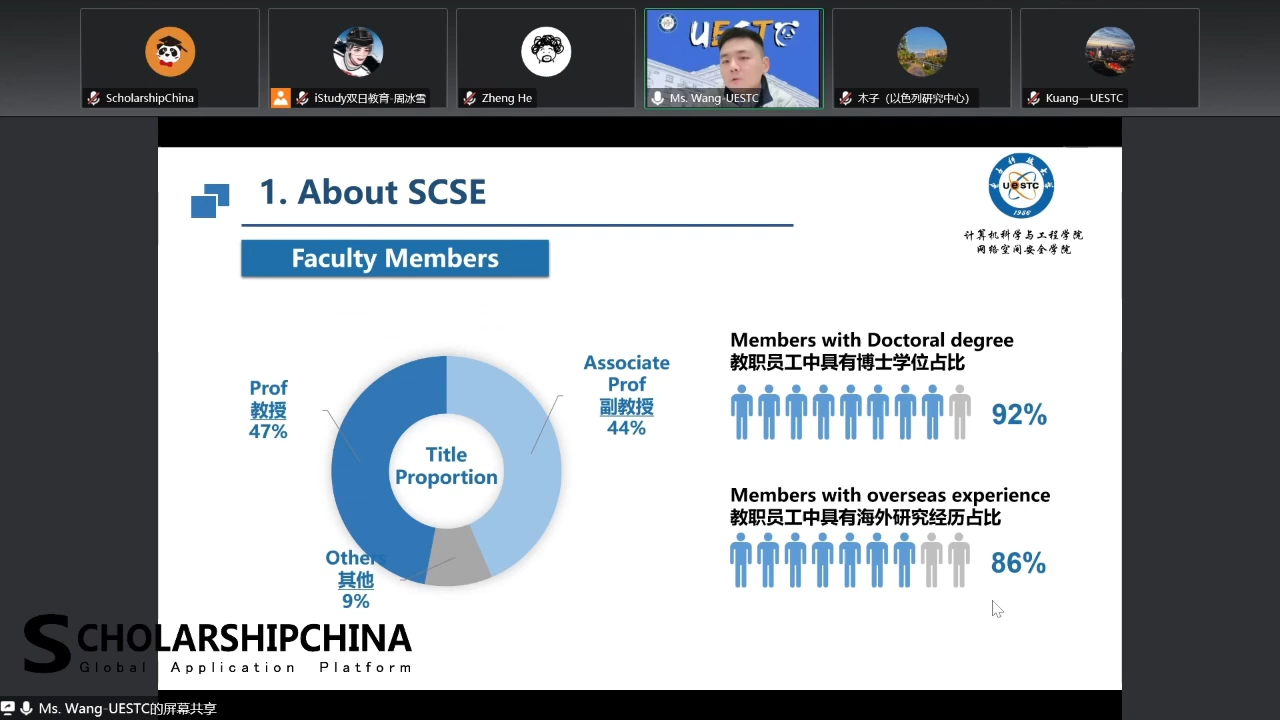 UESTC
ScholarshipChina
iStudy双日教育-周冰雪
Zheng He
Ms. Wang-UESTC
木子（以色列研究中心）
Kuang—UESTC
1. About SCSE
UESTC
1956
计算机科学与工程学院
网络空间安全学院
Faculty Members
Prof
教授
47%
Associate
Prof
副教授
44%
Title
Proportion
Others
其他
9%
Members with Doctoral degree
教职员工中具有博士学位占比
92%
Members with overseas experience
教职员工中具有海外研究经历占比
86%
SCHOLARSHIPCHINA
Global Application Platform
Ms. Wang-UESTC的屏幕共享